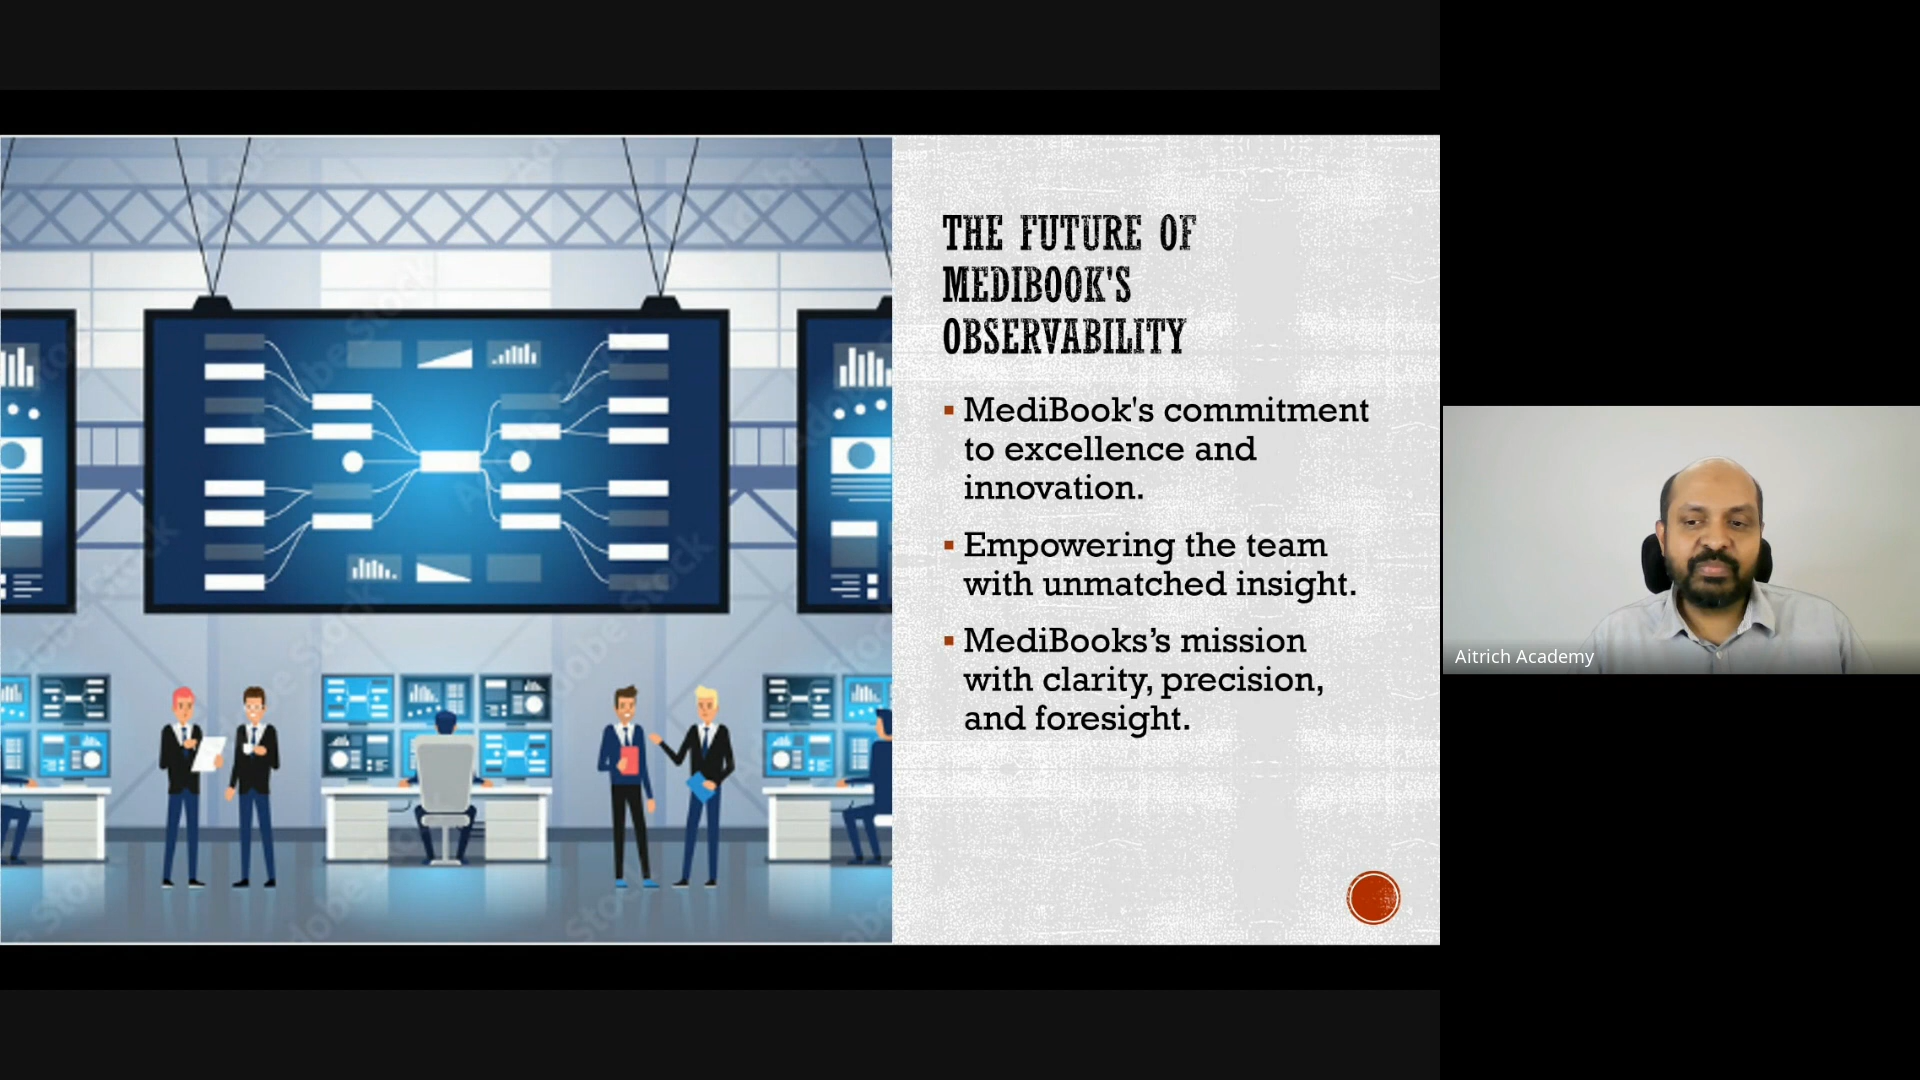 THE FUTURE OF
MEDIBOOK'S
OBSERVABILITY
MediBook's commitment
to excellence and
innovation.
Empowering the team
with unmatched insight.
MediBooks’s mission
with clarity, precision,
and foresight.
Aitrich Academy